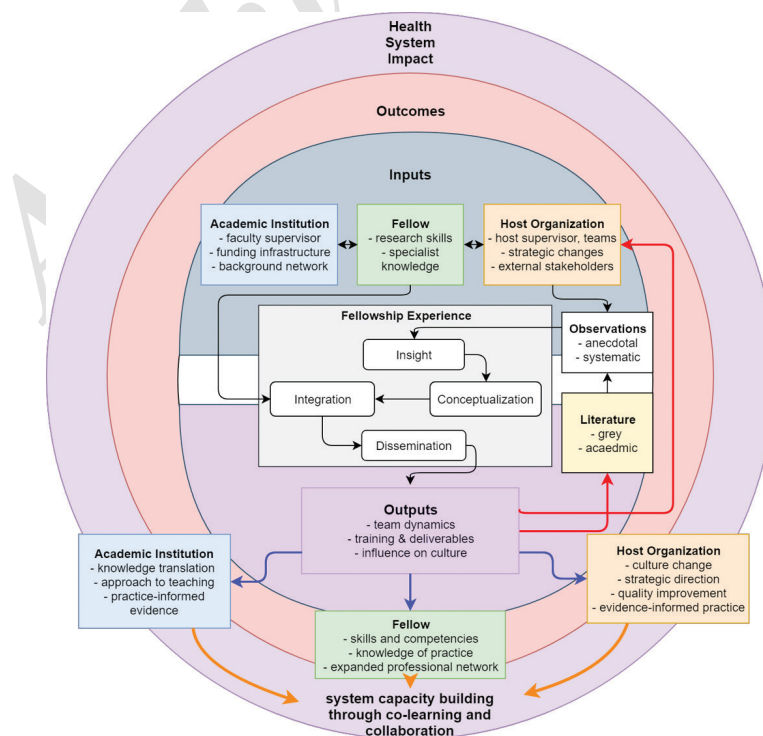 Health
System
Impact
Outcomes
Inputs
Academic Institution
- faculty supervisor
- funding infrastructure
- background network
Fellow
- research skills
- specialist
knowledge
Host Organization
- host supervisor, teams
- strategic changes
- external stakeholders
Fellowship Experience
Insight
Integration
Conceptualization
Dissemination
Observations
- anecdotal
- systematic
Literature
- grey
- acaedmic
Outputs
- team dynamics
- training & deliverables
- influence on culture
Academic Institution
- knowledge translation
- approach to teaching
- practice-informed
evidence
Fellow
- skills and competencies
- knowledge of practice
- expanded professional network
Host Organization
- culture change
- strategic direction
- quality improvement
- evidence-informed practice
system capacity building
through co-learning and
collaboration